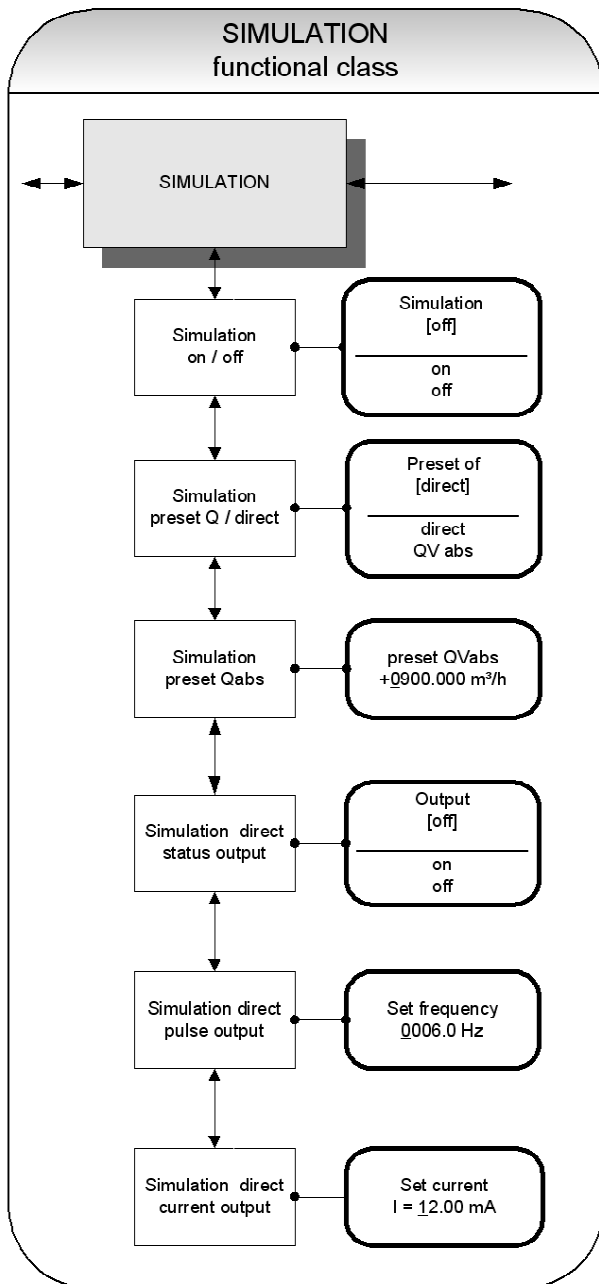 SIMULATION
functional class
SIMULATION
Simulation
on / off
Simulation
[off]
on
off
Simulation
preset Q / direct
Preset of
[direct]
direct
QV abs
Simulation
preset Qabs
preset QVabs
+0900.000 m³/h
Simulation direct
status output
Output
[off]
on
off
Simulation direct
pulse output
Set frequency
0006.0 Hz
Simulation direct
current output
Set current
I = 12.00 mA